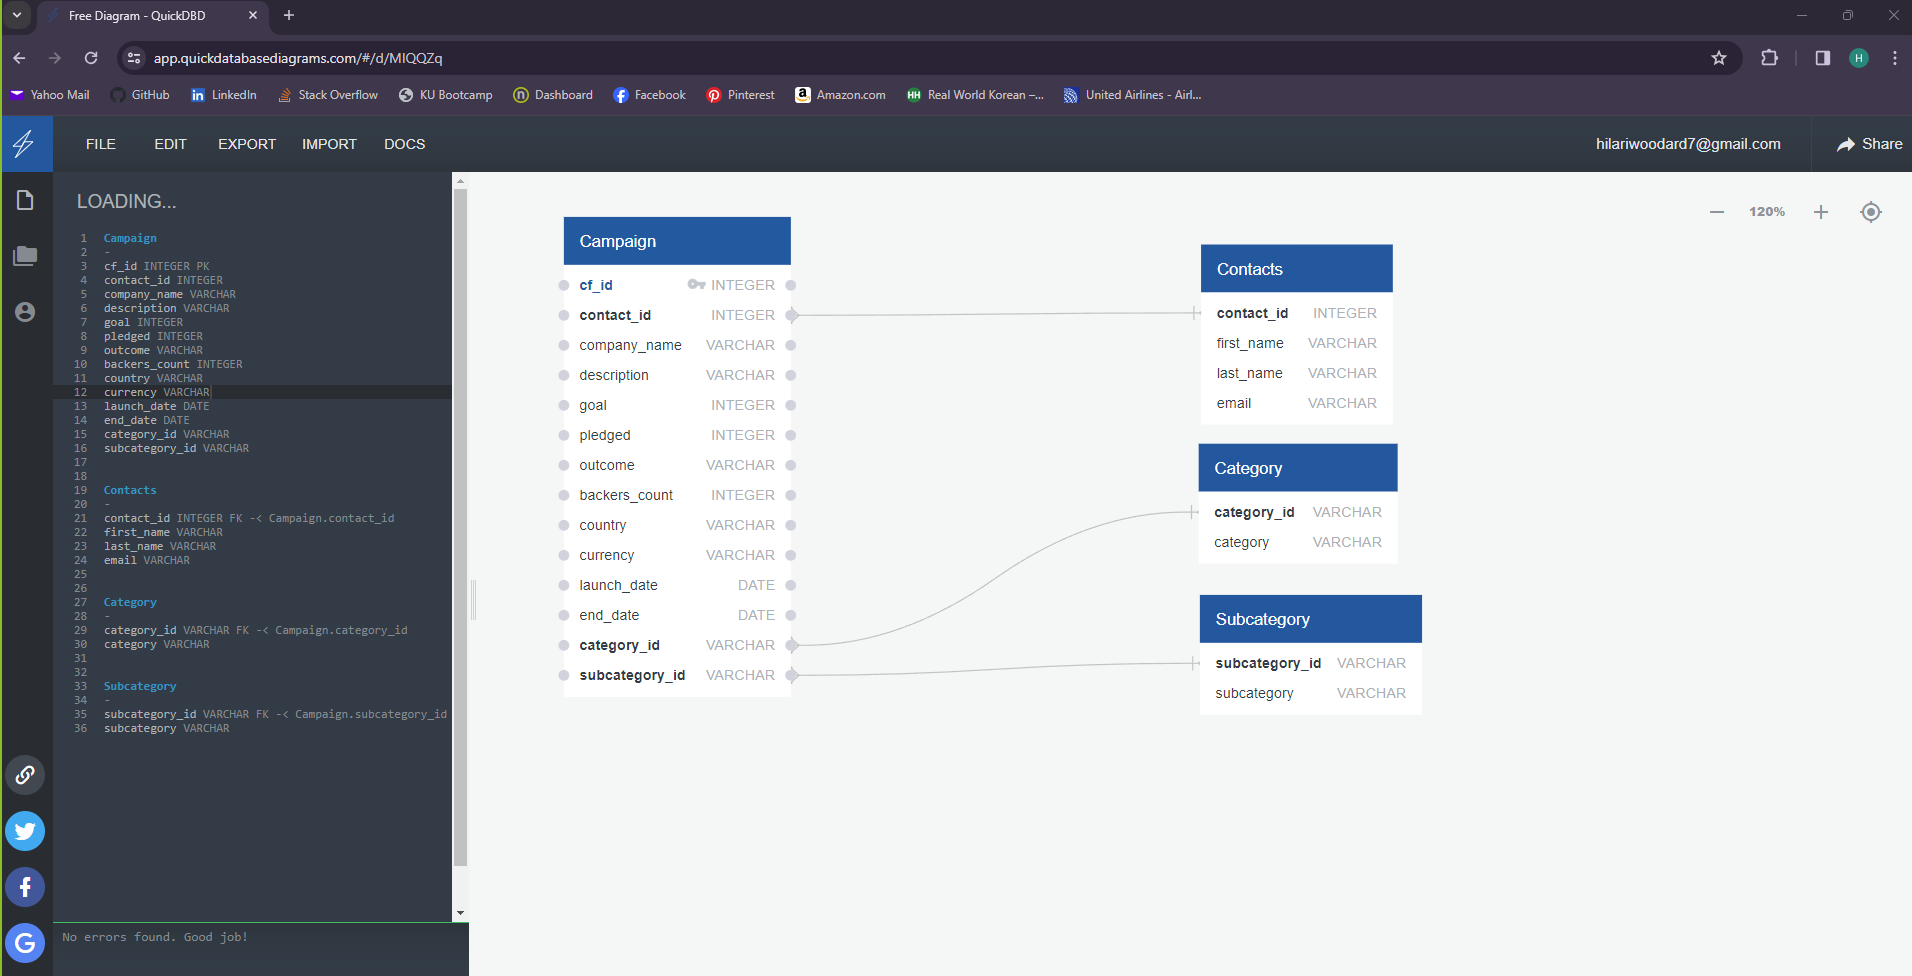 Free Diagram - QuickDBD
app.quickdatabasediagrams.com/#/d/MIQQZq
H
Yahoo Mail GitHub LinkedIn Stack Overflow KU Bootcamp Dashboard Facebook Pinterest Amazon.com Real World Korean –... United Airlines - Airl...
FILE EDIT EXPORT IMPORT DOCS hilariwoodard7@gmail.com Share
LOADING...
1 Campaign
2 -
3 cf_id INTEGER PK
4 contact_id INTEGER
5 company_name VARCHAR
6 description VARCHAR
7 goal INTEGER
8 pledged INTEGER
9 outcome VARCHAR
10 backers_count INTEGER
11 country VARCHAR
12 currency VARCHAR
13 launch_date DATE
14 end_date DATE
15 category_id VARCHAR
16 subcategory_id VARCHAR
17
18
19 Contacts
20 -
21 contact_id INTEGER FK -< Campaign.contact_id
22 first_name VARCHAR
23 last_name VARCHAR
24 email VARCHAR
25
26
27 Category
28 -
29 category_id VARCHAR FK -< Campaign.category_id
30 category VARCHAR
31
32
33 Subcategory
34 -
35 subcategory_id VARCHAR FK -< Campaign.subcategory_id
36 subcategory VARCHAR
No errors found. Good job!
120%
Campaign
cf_id INTEGER
contact_id INTEGER
company_name VARCHAR
description VARCHAR
goal INTEGER
pledged INTEGER
outcome VARCHAR
backers_count INTEGER
country VARCHAR
currency VARCHAR
launch_date DATE
end_date DATE
category_id VARCHAR
subcategory_id VARCHAR
Contacts
contact_id INTEGER
first_name VARCHAR
last_name VARCHAR
email VARCHAR
Category
category_id VARCHAR
category VARCHAR
Subcategory
subcategory_id VARCHAR
subcategory VARCHAR